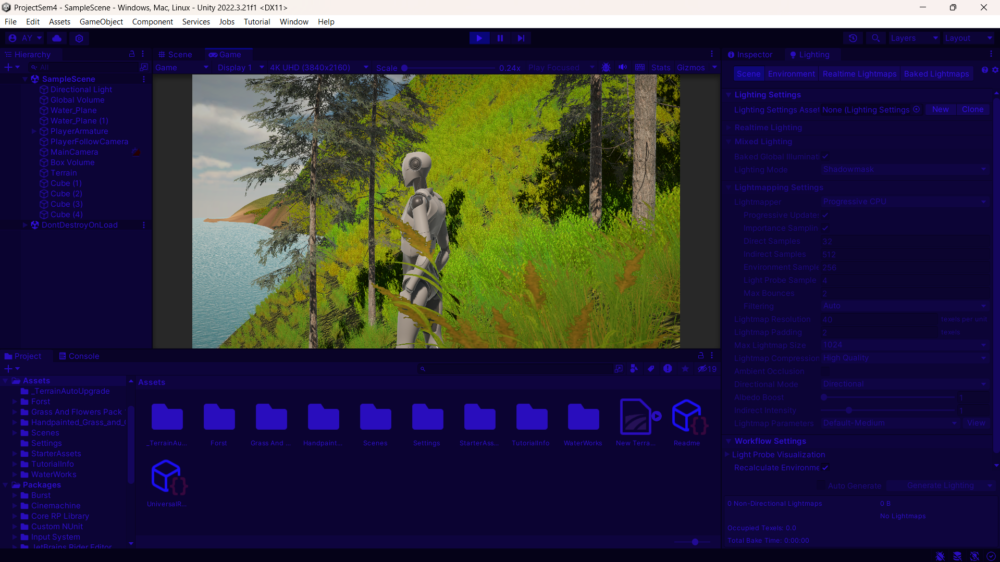 ProjectSem4 - SampleScene - Windows, Mac, Linux - Unity 2022.3.21f1 <DX11>
File Edit Assets GameObject Component Services Jobs Tutorial Window Help
AY
Layers Layout
Hierarchy
All
SampleScene
Directional Light
Global Volume
Water_Plane
Water_Plane (1)
PlayerArmature
PlayerFollowCamera
MainCamera
Box Volume
Terrain
Cube (1)
Cube (2)
Cube (3)
Cube (4)
DontDestroyOnLoad
Scene Game
Game Display 1 4K UHD (3840x2160) Scale 0.24x Play Focused Stats Gizmos
Inspector Lighting
Scene Environment Realtime Lightmaps Baked Lightmaps
Lighting Settings
Lighting Settings Asset None (Lighting Settings New Clone
Realtime Lighting
Mixed Lighting
Baked Global Illuminati
Lighting Mode Shadowmask
Lightmapping Settings
Lightmapper Progressive CPU
Progressive Update
Importance Samplin
Direct Samples 32
Indirect Samples 512
Environment Sample 256
Light Probe Sample 4
Max Bounces 2
Filtering Auto
Lightmap Resolution 40 texels per unit
Lightmap Padding 2 texels
Max Lightmap Size 1024
Lightmap Compression High Quality
Ambient Occlusion
Directional Mode Directional
Albedo Boost 1
Indirect Intensity 1
Lightmap Parameters Default-Medium View
Workflow Settings
Light Probe Visualization
Recalculate Environme
Auto Generate Generate Lighting
0 Non-Directional Lightmaps 0 B
No Lightmaps
Occupied Texels: 0.0
Total Bake Time: 0:00:00
Project Console
19
Assets
_TerrainAutoUpgrade
Forst
Grass And Flowers Pack
Handpainted_Grass_and_
Scenes
Settings
StarterAssets
TutorialInfo
WaterWorks
Packages
Burst
Cinemachine
Core RP Library
Custom NUnit
Input System
JetBrains Rider Editor
Assets
_TerrainAu... Forst Grass And ... Handpaint... Scenes Settings StarterAss... TutorialInfo WaterWorks New Terra... Readme
UniversalR...